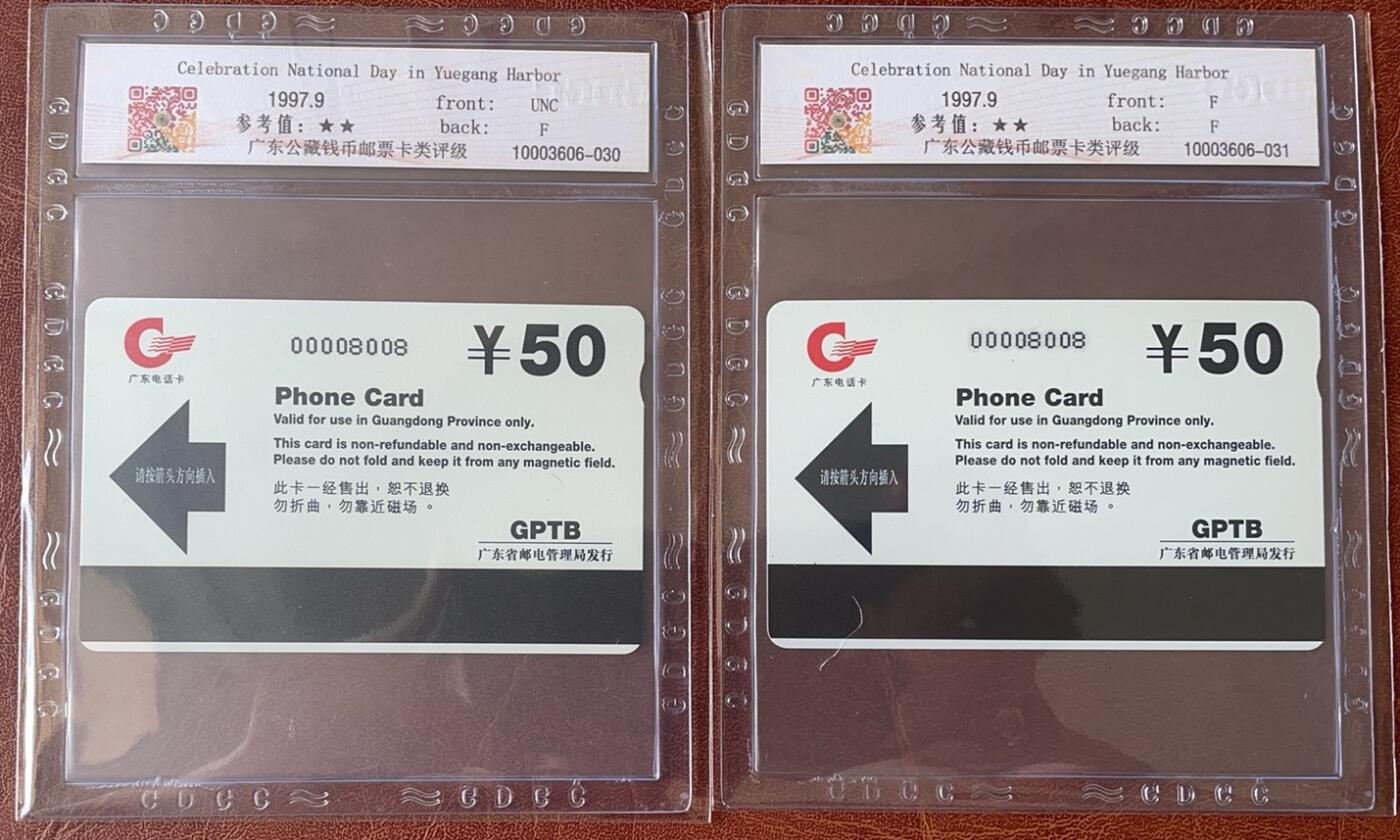 Celebration National Day in Yuegang Harbor
1997.9 front: UNC
参考值：★★ back: F
广东公藏钱币邮票卡类评级 10003606-030
广东电话卡
00008008
¥50
Phone Card
Valid for use in Guangdong Province only.
This card is non-refundable and non-exchangeable.
Please do not fold and keep it from any magnetic field.
请按箭头方向插入
此卡一经售出，恕不退换
勿折曲，勿靠近磁场。
GPTB
广东省邮电管理局发行
Celebration National Day in Yuegang Harbor
1997.9 front: F
参考值：★★ back: F
广东公藏钱币邮票卡类评级 10003606-031
广东电话卡
00008008
¥50
Phone Card
Valid for use in Guangdong Province only.
This card is non-refundable and non-exchangeable.
Please do not fold and keep it from any magnetic field.
请按箭头方向插入
此卡一经售出，恕不退换
勿折曲，勿靠近磁场。
GPTB
广东省邮电管理局发行